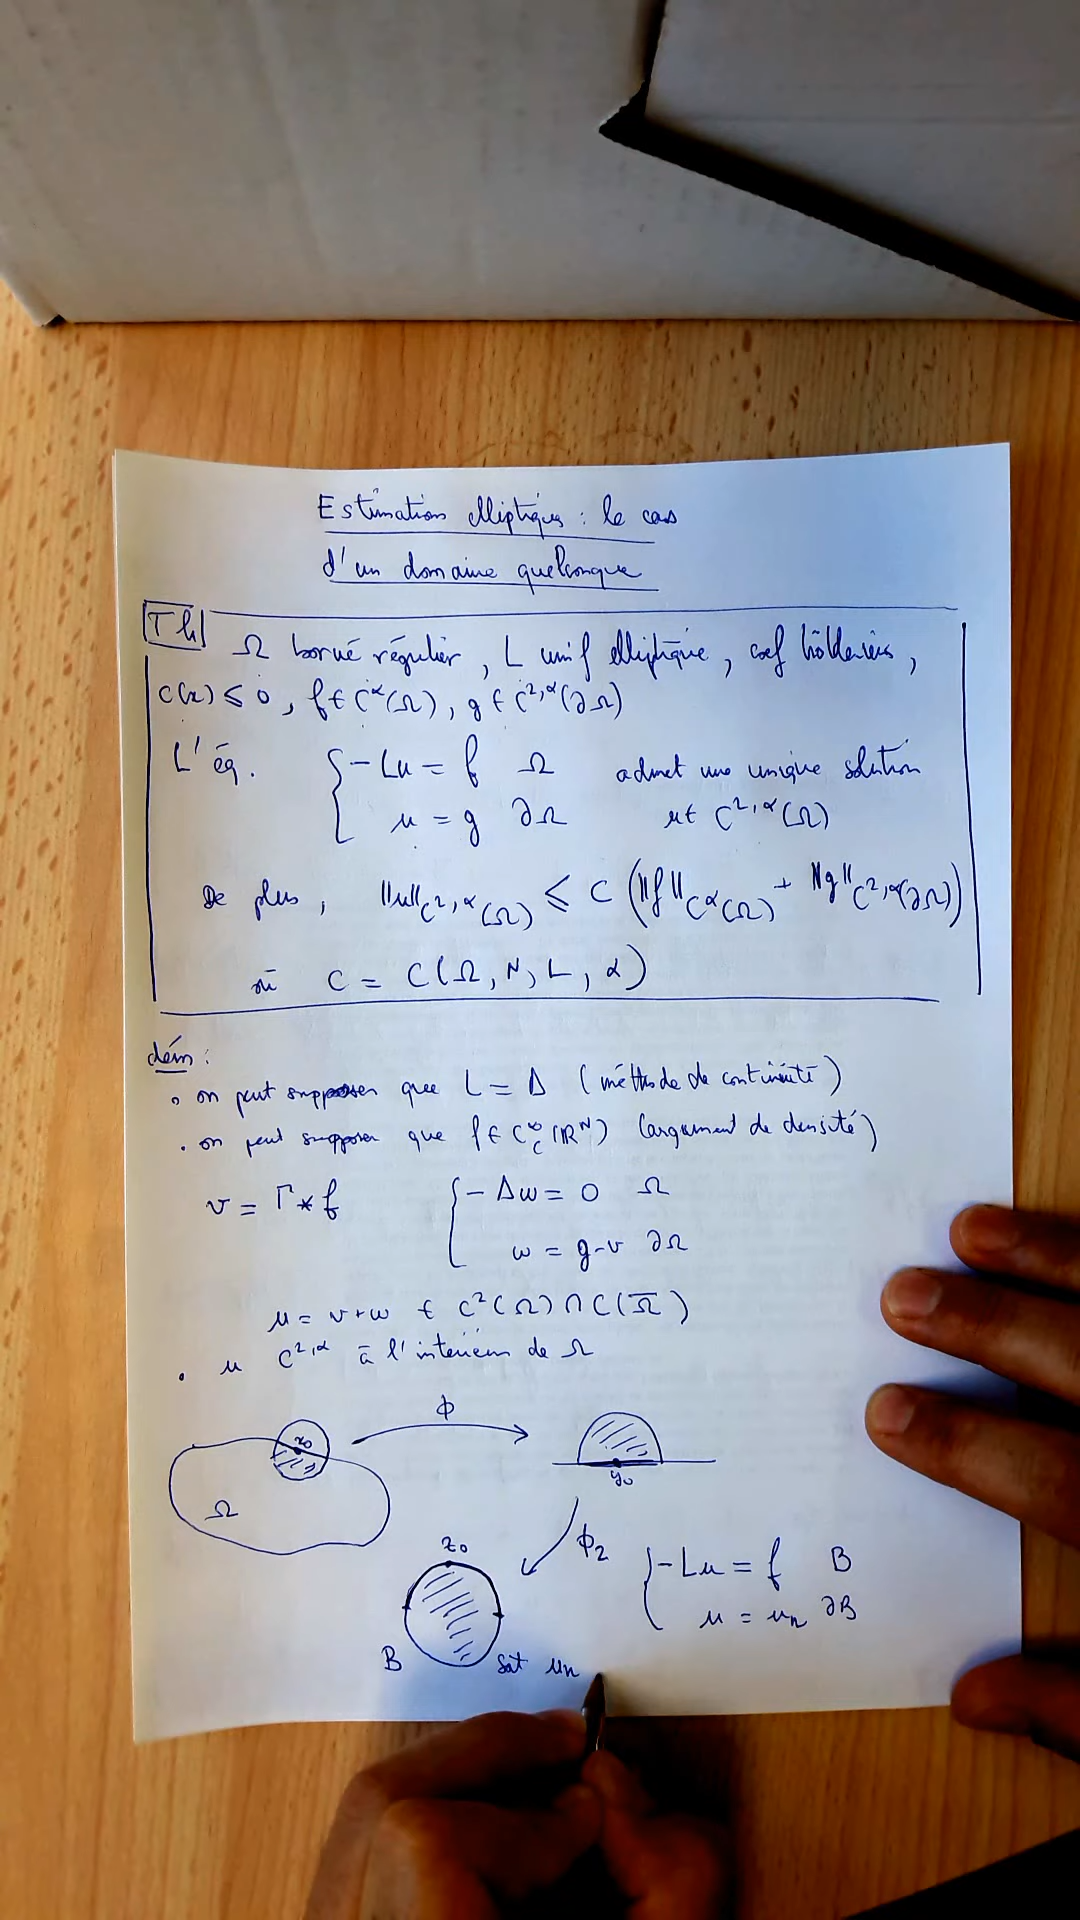 Estimations elliptiques : le cas
d'un domaine quelconque
Th
Ω borné régulier, L unif elliptique, coef höldériens,
c(x) ≤ 0, f ∈ C^α(Ω), g ∈ C^{2,α}(∂Ω)
L'éq. { -Lu = f Ω admet une unique solution
u = g ∂Ω u ∈ C^{2,α}(Ω)
De plus, ||u||_{C^{2,α}(Ω)} ≤ C (||f||_{C^α(Ω)} + ||g||_{C^{2,α}(∂Ω)})
où C = C(Ω, N, L, α)
dém :
• on peut supposer que L = Δ (méthode de continuité)
• on peut supposer que f ∈ C_c^∞(ℝ^N) (argument de densité)
v = Γ * f { -Δw = 0 Ω
w = g-v ∂Ω
u = v+w ∈ C²(Ω) ∩ C(Ω̅)
• u C^{2,α} à l'intérieur de Ω
ϕ
x₀
y₀
Ω
z₀ ϕ₂ { -Lu = f B
u = u_n ∂B
B Soit u_n